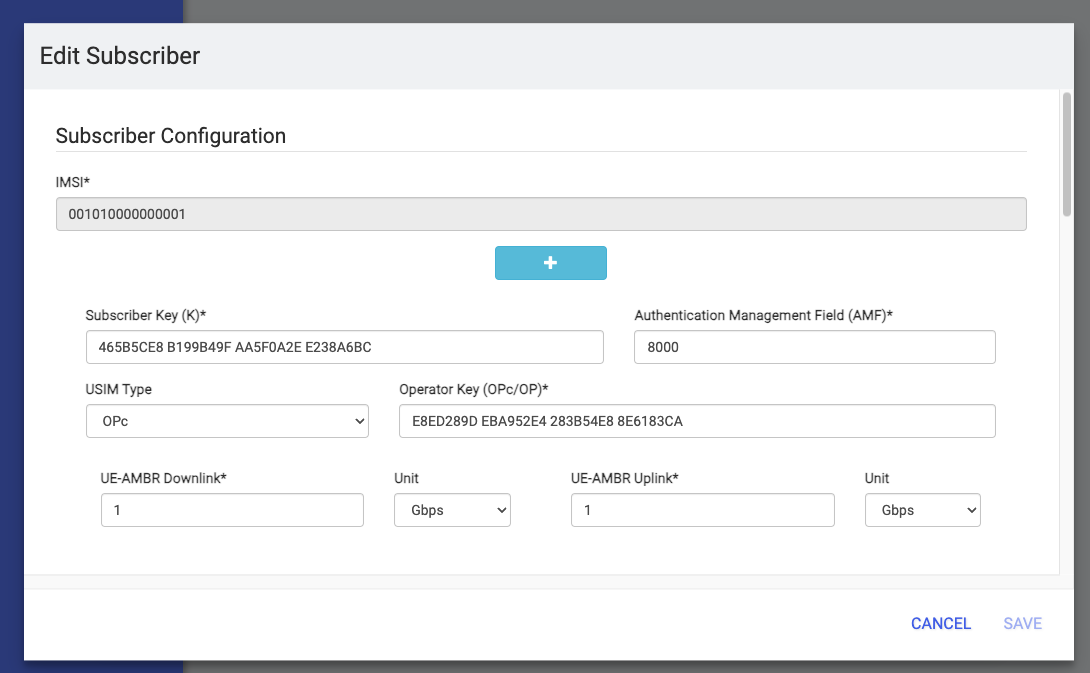 Edit Subscriber
Subscriber Configuration
IMSI*
001010000000001
+
Subscriber Key (K)* Authentication Management Field (AMF)*
465B5CE8 B199B49F AA5F0A2E E238A6BC 8000
USIM Type Operator Key (OPc/OP)*
OPc E8ED289D EBA952E4 283B54E8 8E6183CA
UE-AMBR Downlink* Unit UE-AMBR Uplink* Unit
1 Gbps 1 Gbps
CANCEL SAVE